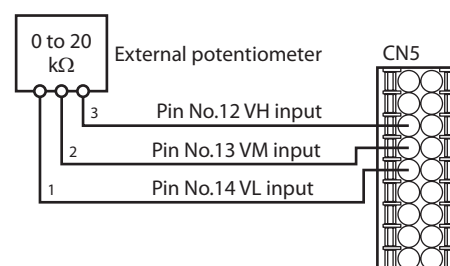 0 to 20
kΩ
External potentiometer
CN5
3
Pin No.12 VH input
2
Pin No.13 VM input
1
Pin No.14 VL input